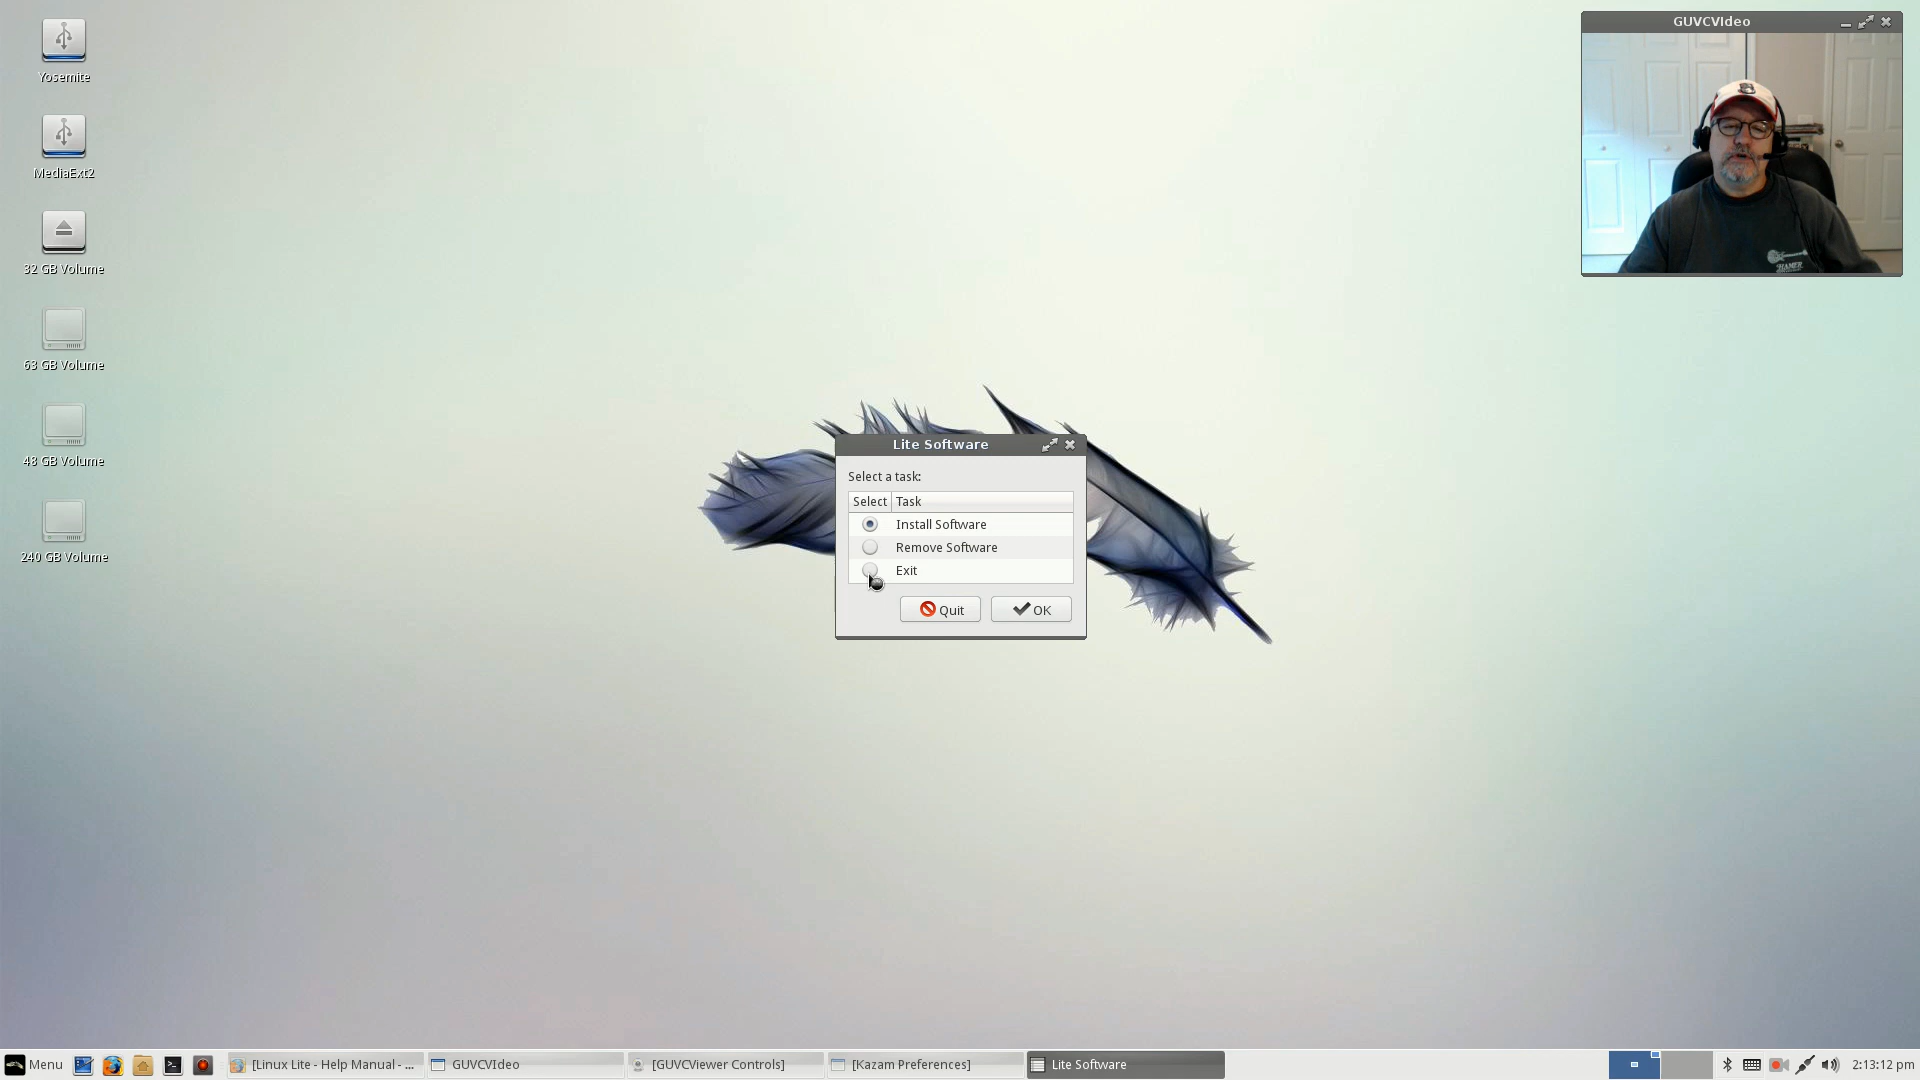 Yosemite
MediaExt2
32 GB Volume
63 GB Volume
48 GB Volume
240 GB Volume
GUVCVIdeo
HAMER
Lite Software
Select a task:
Select Task
Install Software
Remove Software
Exit
Quit OK
Menu [Linux Lite - Help Manual - ... GUVCVIdeo [GUVCViewer Controls] [Kazam Preferences] Lite Software 2:13:12 pm